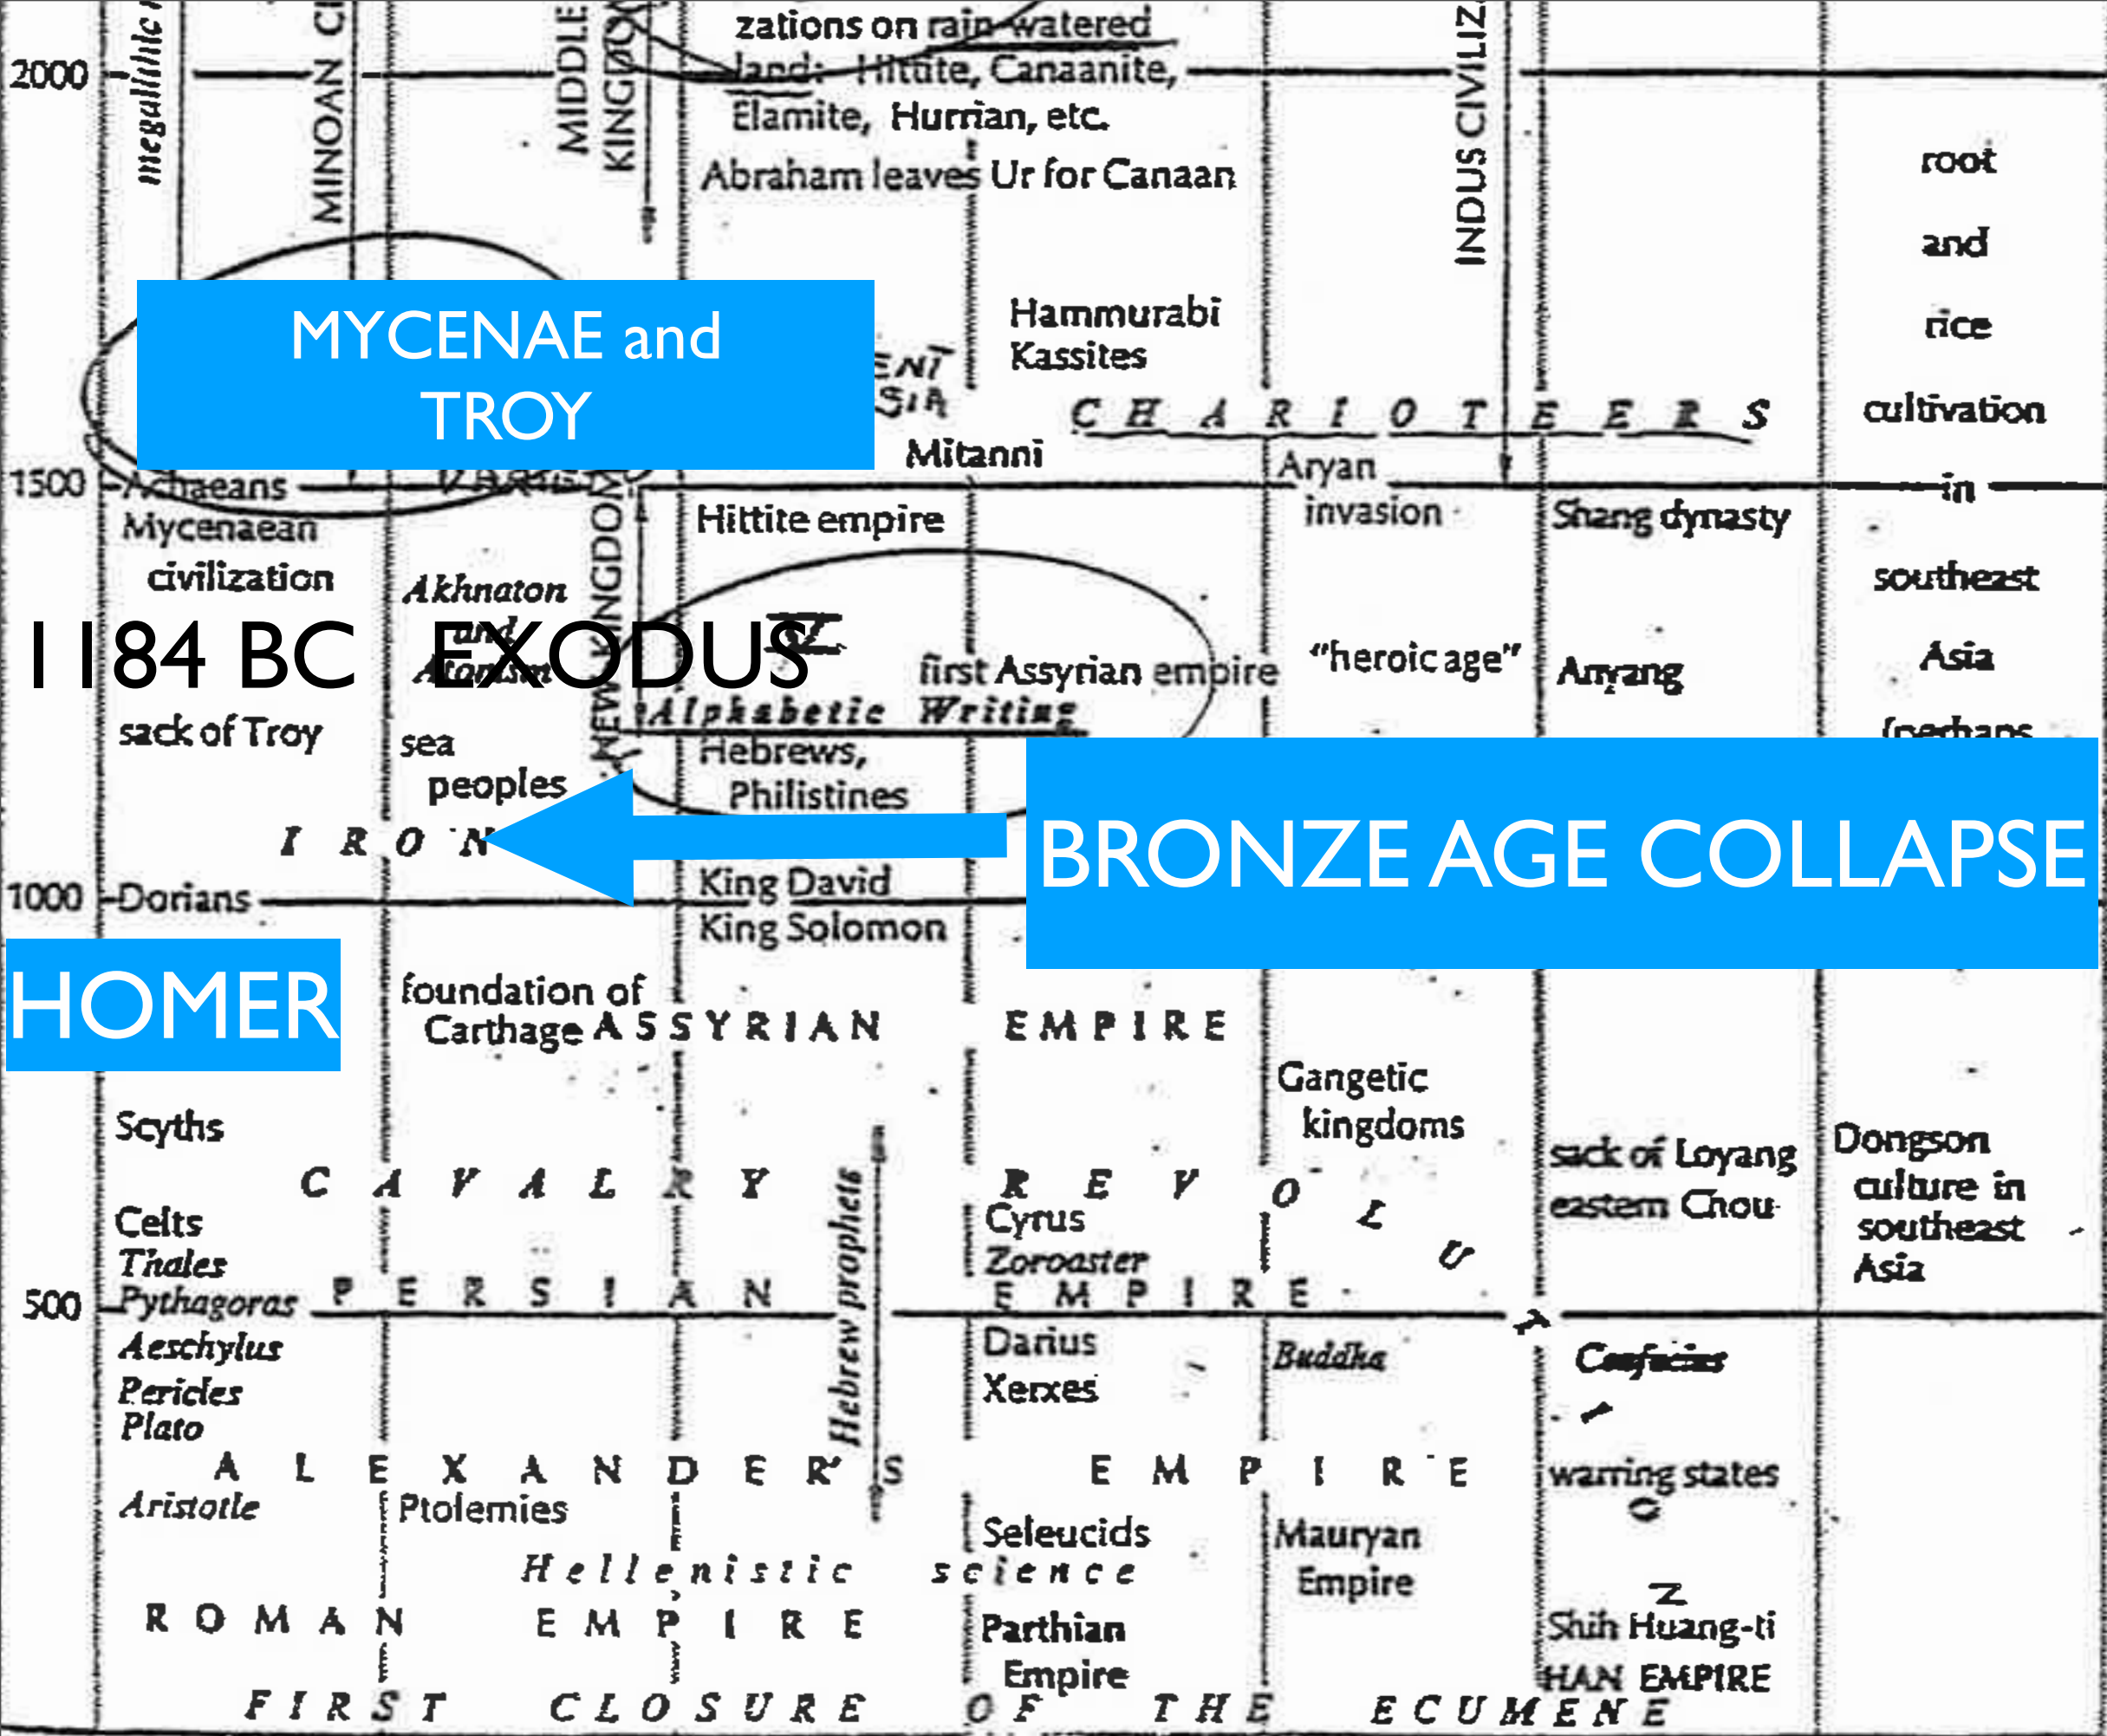 zations on rain-watered
2000
land: Hittite, Canaanite,
Elamite, Hurrian, etc.
megalithic
MINOAN
MIDDLE
KINGDOM
INDUS CIVILIZ
Abraham leaves Ur for Canaan
root
and
rice
cultivation
in
southeast
Asia
(perhaps
MYCENAE and
TROY
Hammurabi
Kassites
CHARIOTEERS
Mitanni
1500
Achaeans
Mycenaean
civilization
Aryan
invasion
Hittite empire
Shang dynasty
NEW KINGDOM
Akhnaton
and
Atonism
1184 BC EXODUS
IV
first Assyrian empire
"heroic age"
Anyang
Alphabetic Writing
sack of Troy
sea
peoples
Hebrews,
Philistines
IRON
BRONZE AGE COLLAPSE
1000
Dorians
King David
King Solomon
HOMER
foundation of
Carthage
ASSYRIAN EMPIRE
Gangetic
kingdoms
Scyths
sack of Loyang
eastern Chou
Dongson
culture in
southeast
Asia
CAVALRY REVOLUT
Hebrew prophets
Celts
Thales
Cyrus
Zoroaster
500
Pythagoras
PERSIAN EMPIRE
Aeschylus
Pericles
Plato
Darius
Xerxes
Buddha
Confucius
I
ALEXANDER'S EMPIRE
warring states
O
Aristotle
Ptolemies
Seleucids
Mauryan
Empire
Hellenistic science
N
ROMAN EMPIRE
Parthian
Empire
Shih Huang-ti
HAN EMPIRE
FIRST CLOSURE OF THE ECUMENE